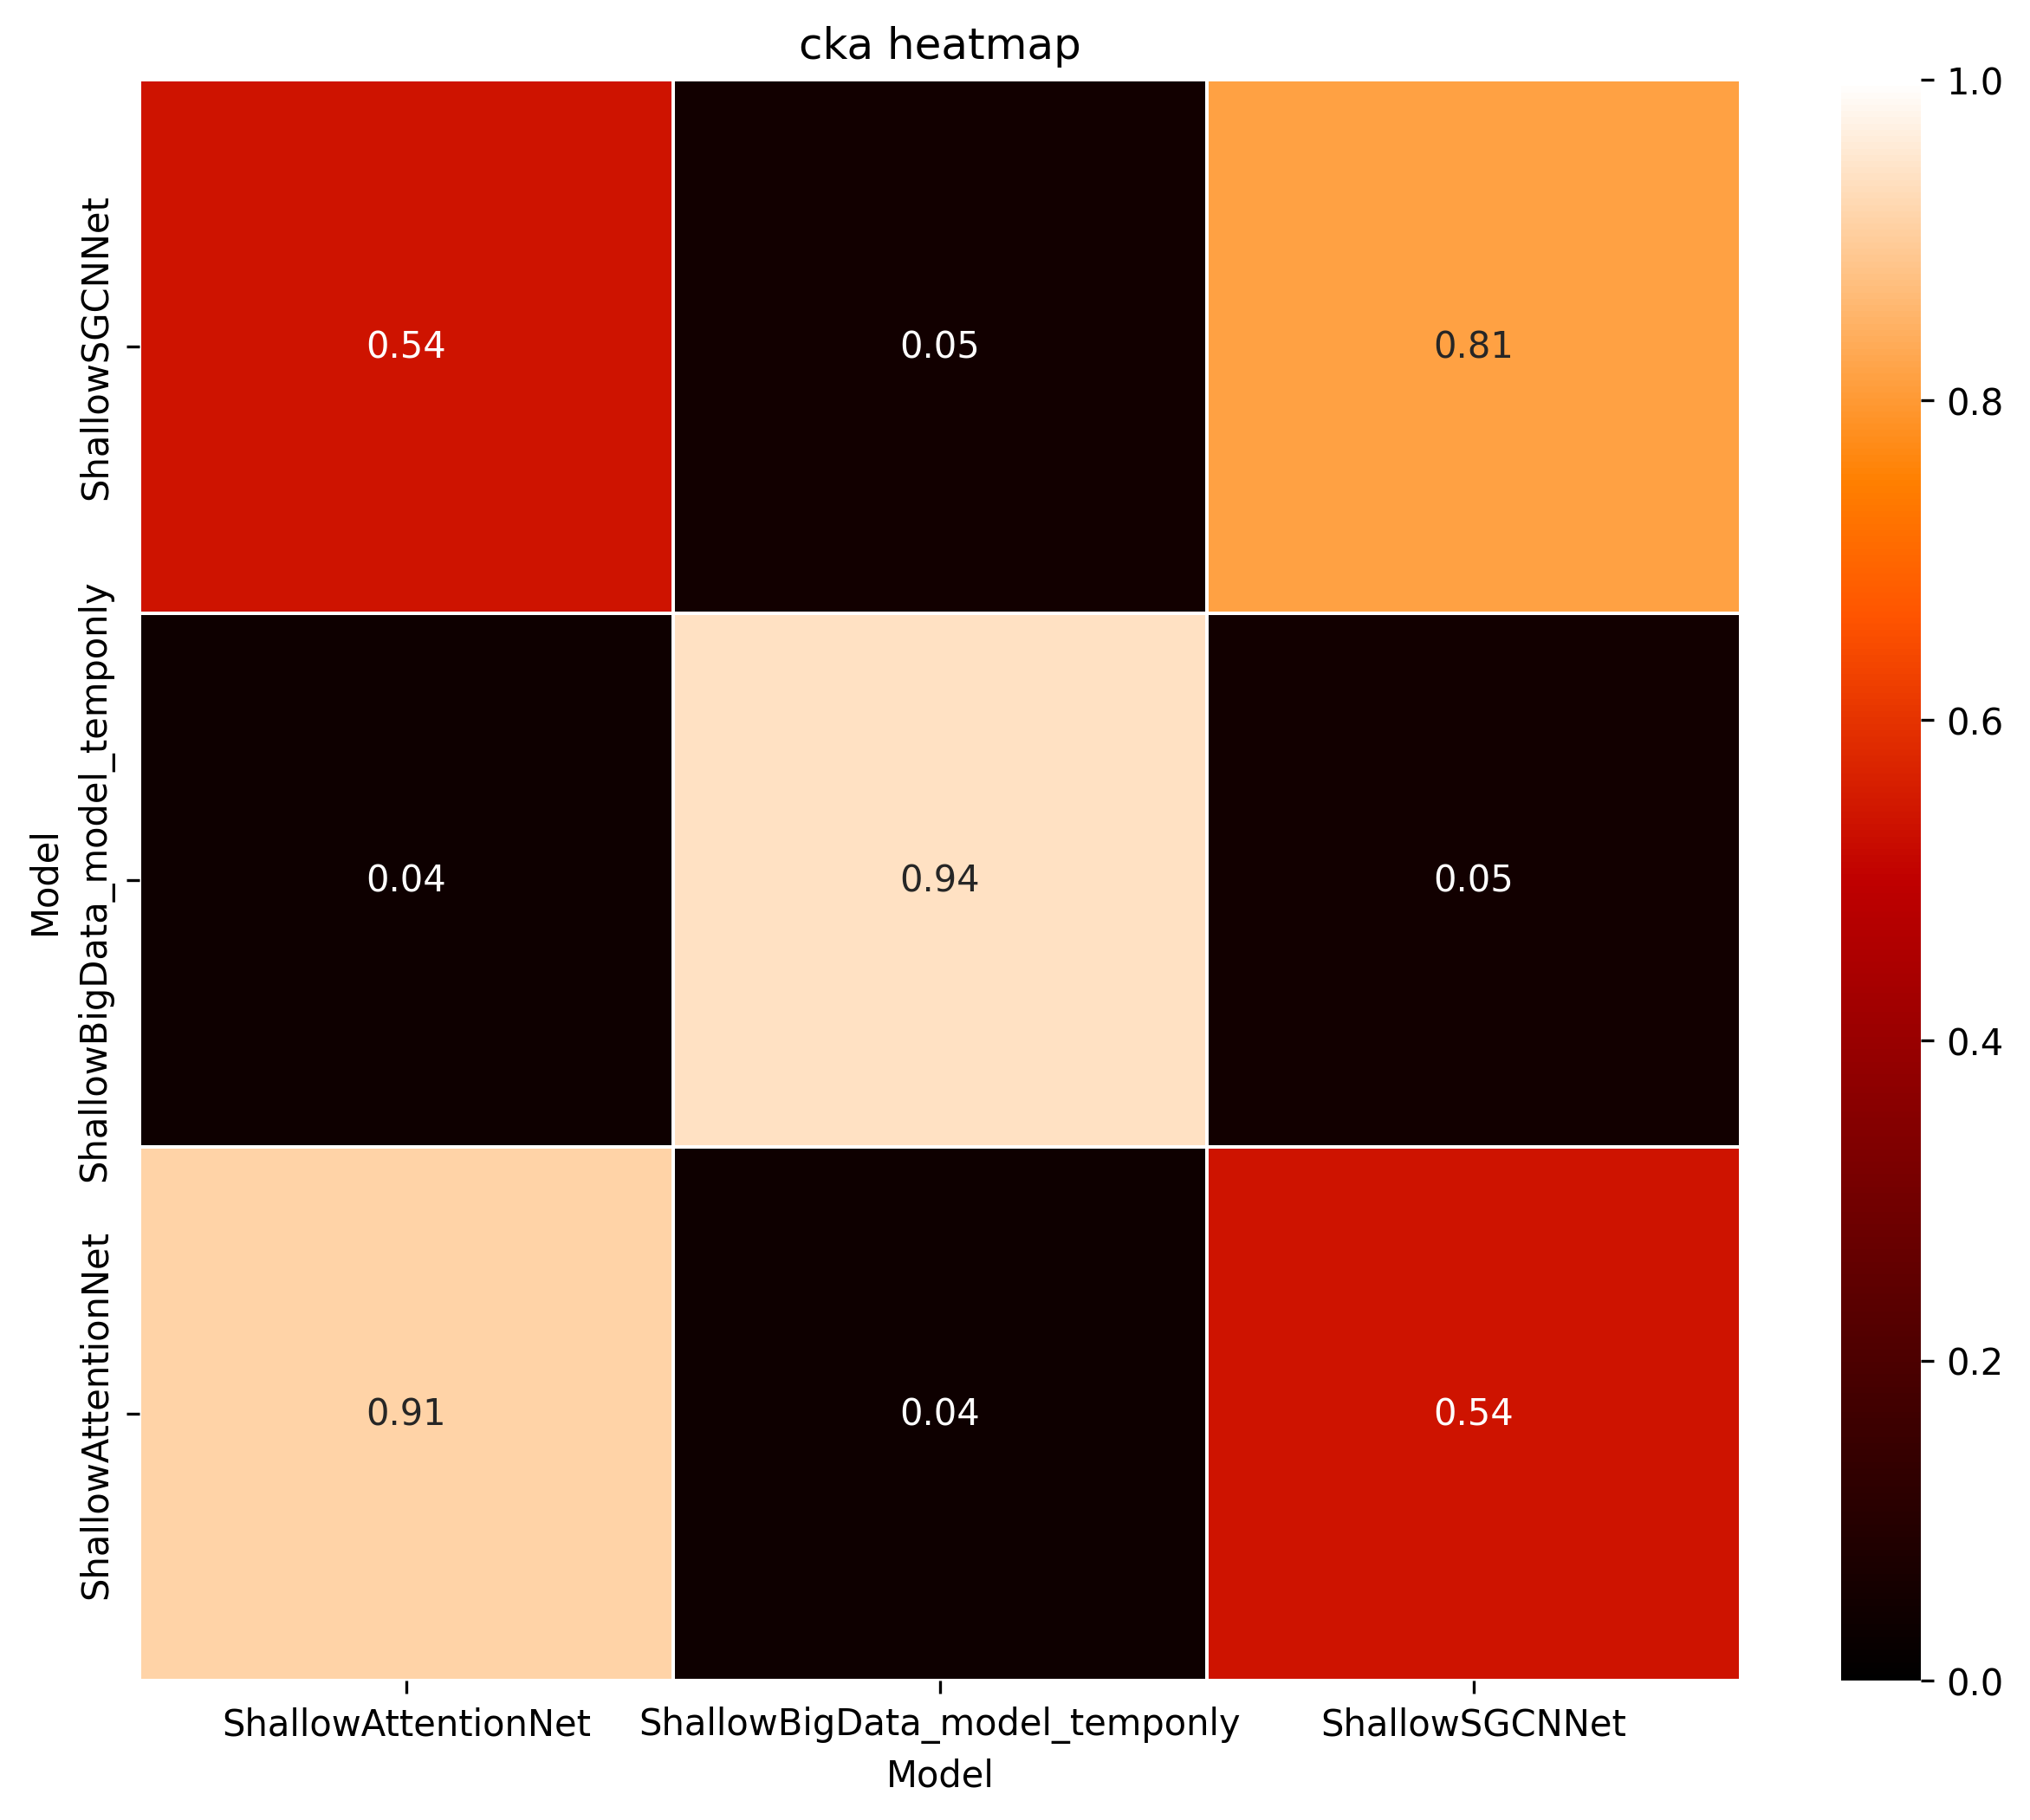 cka heatmap
1.0
0.8
0.6
0.4
0.2
0.0
Model
ShallowSGCNNet
0.54
0.05
0.81
ShallowBigData_model_temponly
0.04
0.94
0.05
ShallowAttentionNet
0.91
0.04
0.54
ShallowAttentionNet
ShallowBigData_model_temponly
ShallowSGCNNet
Model